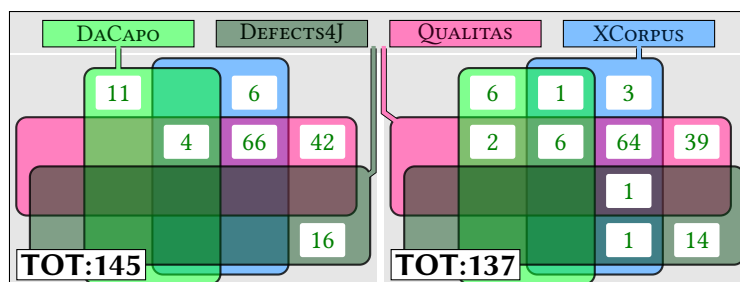 DACAPO DEFECTS4J QUALITAS XCORPUS
11 6 6 1 3
4 66 42 2 6 64 39
1
16 1 14
TOT:145 TOT:137